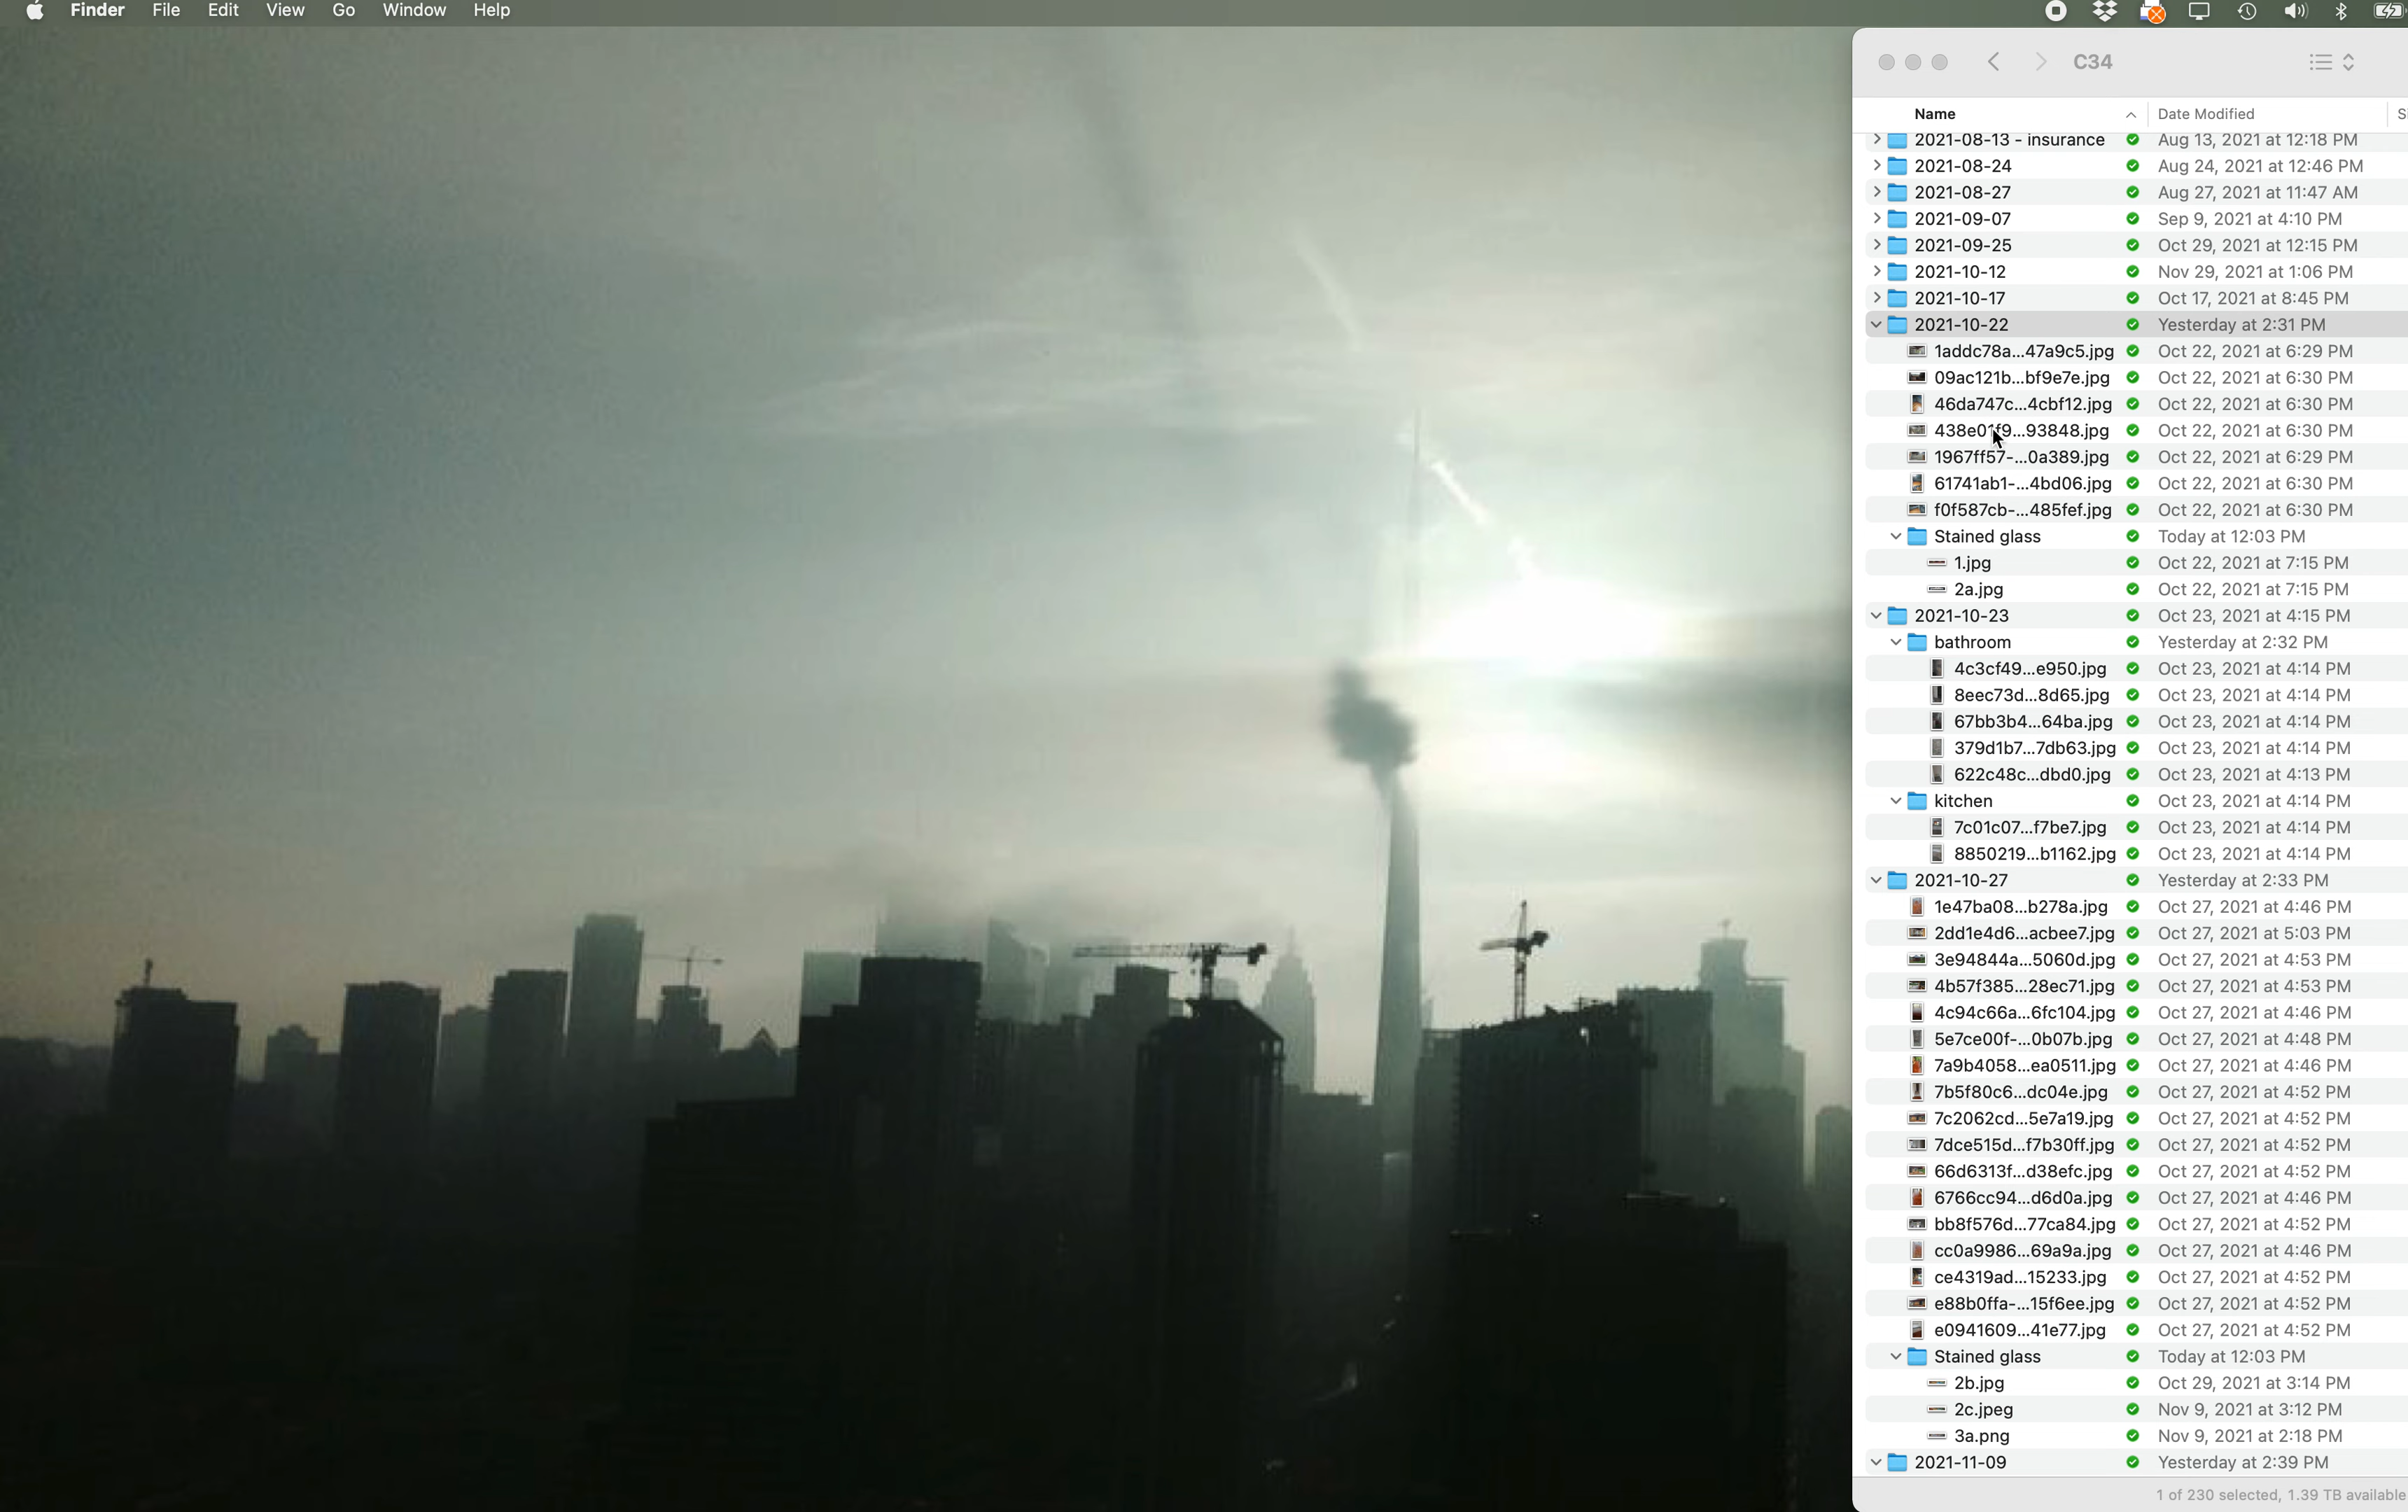 Finder File Edit View Go Window Help
C34
Name Date Modified
2021-08-13 - insurance Aug 13, 2021 at 12:18 PM
2021-08-24 Aug 24, 2021 at 12:46 PM
2021-08-27 Aug 27, 2021 at 11:47 AM
2021-09-07 Sep 9, 2021 at 4:10 PM
2021-09-25 Oct 29, 2021 at 12:15 PM
2021-10-12 Nov 29, 2021 at 1:06 PM
2021-10-17 Oct 17, 2021 at 8:45 PM
2021-10-22 Yesterday at 2:31 PM
1addc78a...47a9c5.jpg Oct 22, 2021 at 6:29 PM
09ac121b...bf9e7e.jpg Oct 22, 2021 at 6:30 PM
46da747c...4cbf12.jpg Oct 22, 2021 at 6:30 PM
438e01f9...93848.jpg Oct 22, 2021 at 6:30 PM
1967ff57-...0a389.jpg Oct 22, 2021 at 6:29 PM
61741ab1-...4bd06.jpg Oct 22, 2021 at 6:30 PM
f0f587cb-...485fef.jpg Oct 22, 2021 at 6:30 PM
Stained glass Today at 12:03 PM
1.jpg Oct 22, 2021 at 7:15 PM
2a.jpg Oct 22, 2021 at 7:15 PM
2021-10-23 Oct 23, 2021 at 4:15 PM
bathroom Yesterday at 2:32 PM
4c3cf49...e950.jpg Oct 23, 2021 at 4:14 PM
8eec73d...8d65.jpg Oct 23, 2021 at 4:14 PM
67bb3b4...64ba.jpg Oct 23, 2021 at 4:14 PM
379d1b7...7db63.jpg Oct 23, 2021 at 4:14 PM
622c48c...dbd0.jpg Oct 23, 2021 at 4:13 PM
kitchen Oct 23, 2021 at 4:14 PM
7c01c07...f7be7.jpg Oct 23, 2021 at 4:14 PM
8850219...b1162.jpg Oct 23, 2021 at 4:14 PM
2021-10-27 Yesterday at 2:33 PM
1e47ba08...b278a.jpg Oct 27, 2021 at 4:46 PM
2dd1e4d6...acbee7.jpg Oct 27, 2021 at 5:03 PM
3e94844a...5060d.jpg Oct 27, 2021 at 4:53 PM
4b57f385...28ec71.jpg Oct 27, 2021 at 4:53 PM
4c94c66a...6fc104.jpg Oct 27, 2021 at 4:46 PM
5e7ce00f-...0b07b.jpg Oct 27, 2021 at 4:48 PM
7a9b4058...ea0511.jpg Oct 27, 2021 at 4:46 PM
7b5f80c6...dc04e.jpg Oct 27, 2021 at 4:52 PM
7c2062cd...5e7a19.jpg Oct 27, 2021 at 4:52 PM
7dce515d...f7b30ff.jpg Oct 27, 2021 at 4:52 PM
66d6313f...d38efc.jpg Oct 27, 2021 at 4:52 PM
6766cc94...d6d0a.jpg Oct 27, 2021 at 4:46 PM
bb8f576d...77ca84.jpg Oct 27, 2021 at 4:52 PM
cc0a9986...69a9a.jpg Oct 27, 2021 at 4:46 PM
ce4319ad...15233.jpg Oct 27, 2021 at 4:52 PM
e88b0ffa-...15f6ee.jpg Oct 27, 2021 at 4:52 PM
e0941609...41e77.jpg Oct 27, 2021 at 4:52 PM
Stained glass Today at 12:03 PM
2b.jpg Oct 29, 2021 at 3:14 PM
2c.jpeg Nov 9, 2021 at 3:12 PM
3a.png Nov 9, 2021 at 2:18 PM
2021-11-09 Yesterday at 2:39 PM
1 of 230 selected, 1.39 TB available